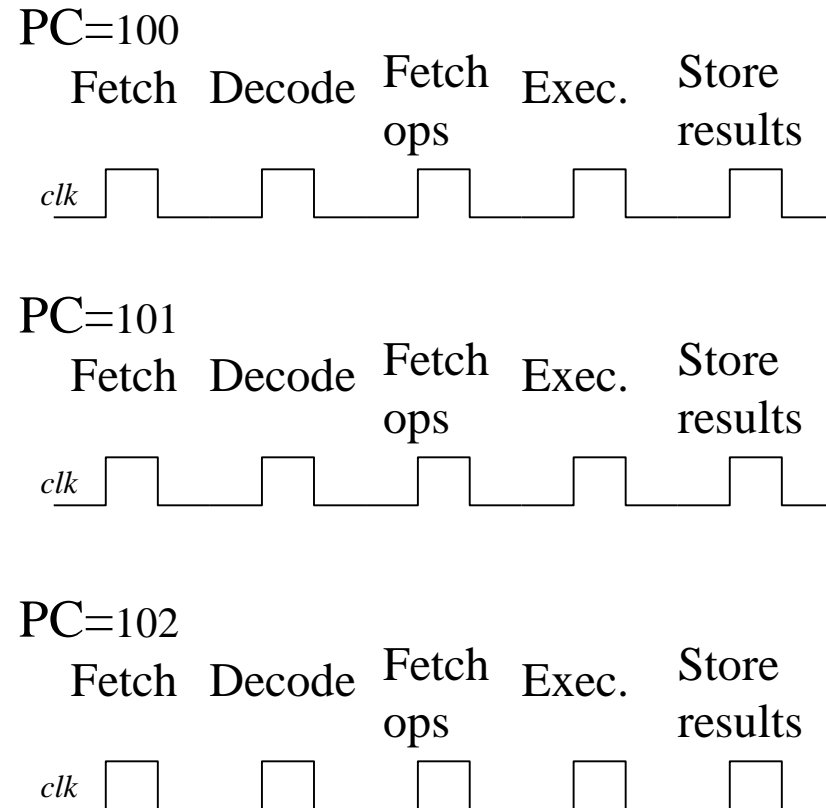 PC=100
Fetch Decode Fetch ops Exec. Store results
clk
PC=101
Fetch Decode Fetch ops Exec. Store results
clk
PC=102
Fetch Decode Fetch ops Exec. Store results
clk